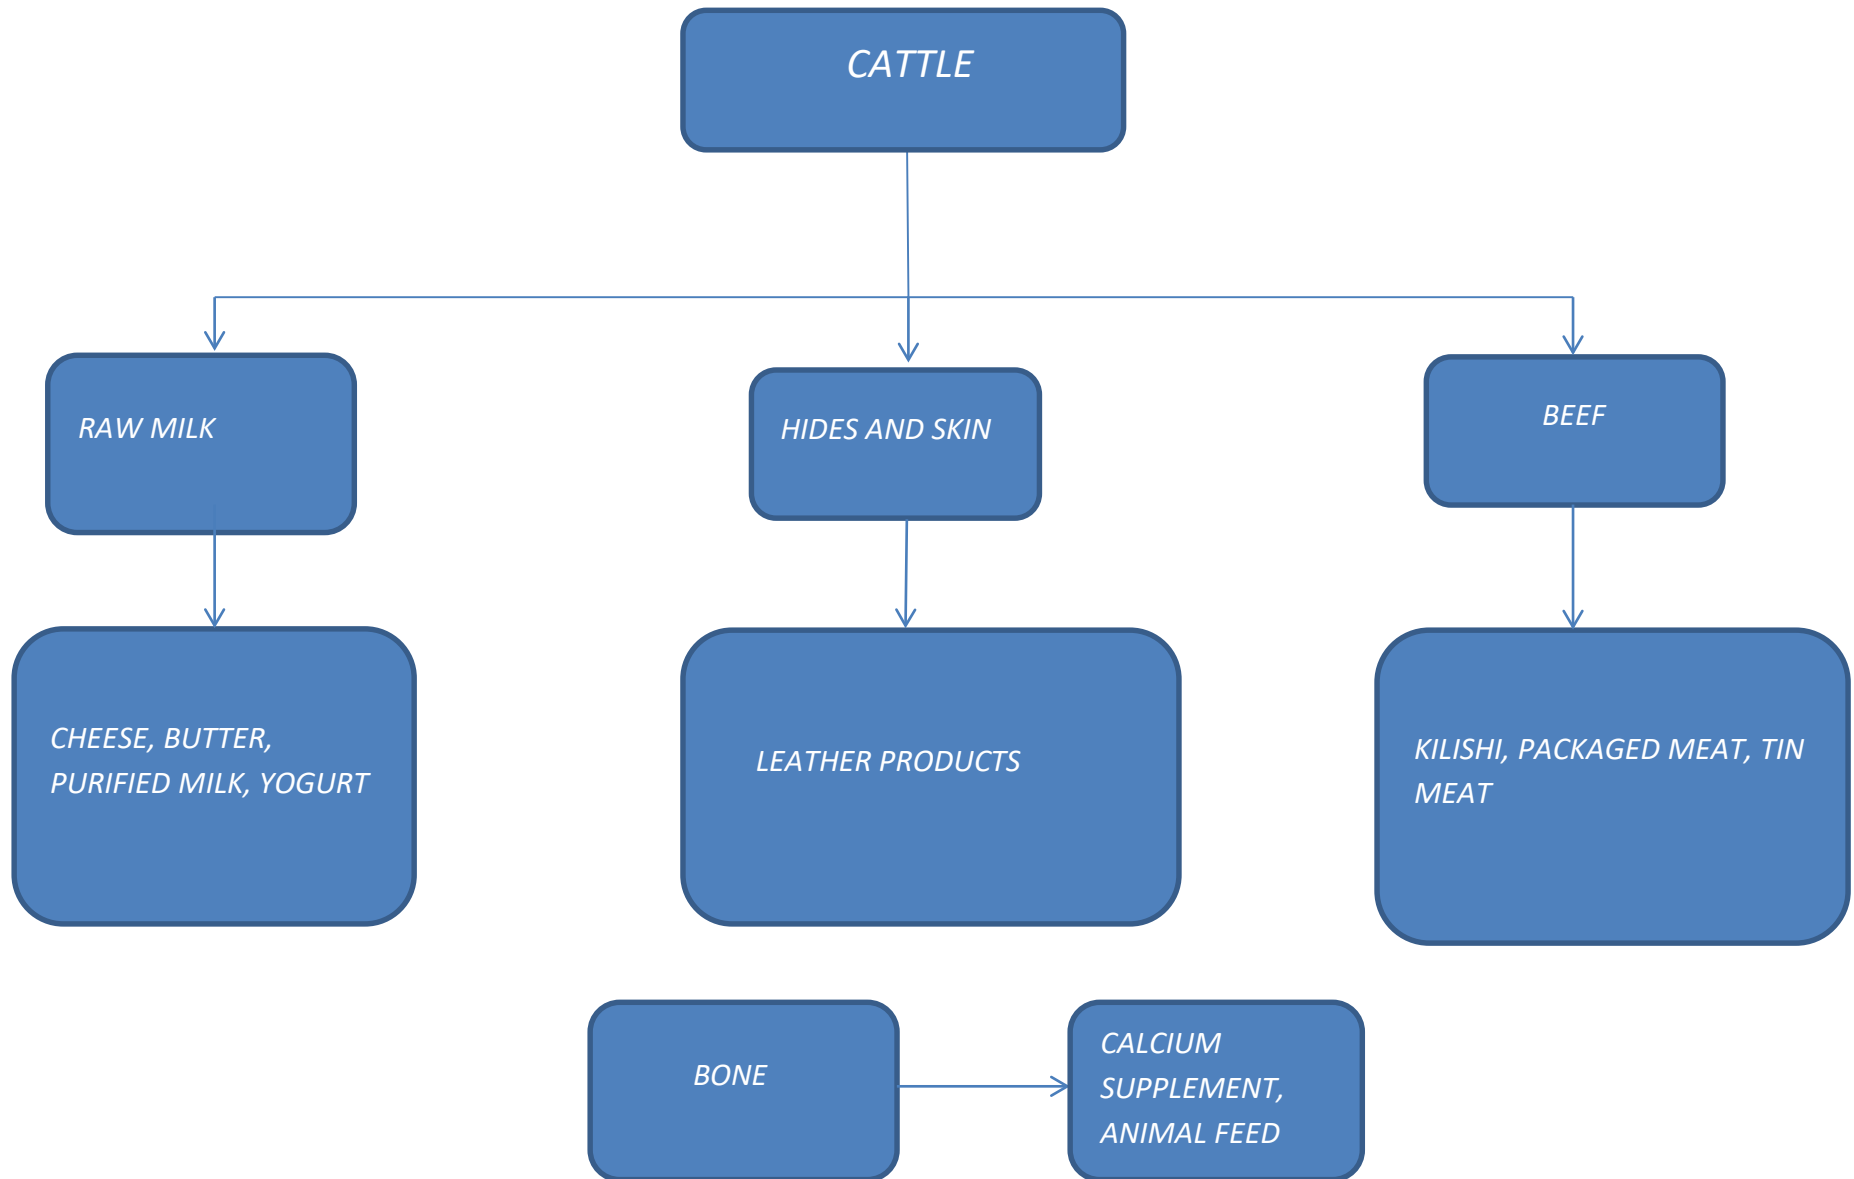 CATTLE
RAW MILK
HIDES AND SKIN
BEEF
CHEESE, BUTTER,
PURIFIED MILK, YOGURT
LEATHER PRODUCTS
KILISHI, PACKAGED MEAT, TIN
MEAT
BONE
CALCIUM
SUPPLEMENT,
ANIMAL FEED